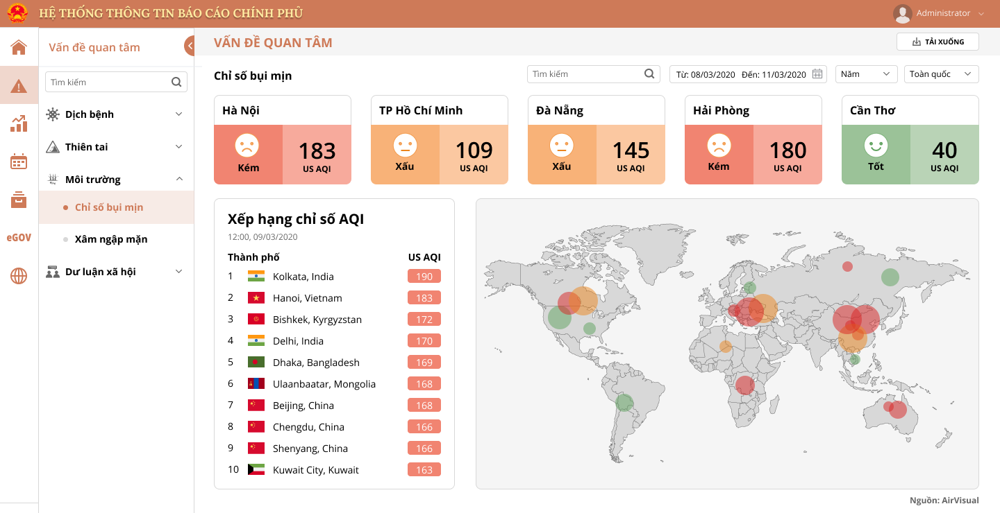 HỆ THỐNG THÔNG TIN BÁO CÁO CHÍNH PHỦ
Administrator
Vấn đề quan tâm
Tìm kiếm
Dịch bệnh
Thiên tai
Môi trường
Chỉ số bụi mịn
Xâm ngập mặn
Dư luận xã hội
eGOV
VẤN ĐỀ QUAN TÂM
TẢI XUỐNG
Chỉ số bụi mịn
Tìm kiếm
Từ: 08/03/2020 Đến: 11/03/2020
Năm
Toàn quốc
Hà Nội
Kém
183
US AQI
TP Hồ Chí Minh
Xấu
109
US AQI
Đà Nẵng
Xấu
145
US AQI
Hải Phòng
Kém
180
US AQI
Cần Thơ
Tốt
40
US AQI
Xếp hạng chỉ số AQI
12:00, 09/03/2020
Thành phố US AQI
1 Kolkata, India 190
2 Hanoi, Vietnam 183
3 Bishkek, Kyrgyzstan 172
4 Delhi, India 170
5 Dhaka, Bangladesh 169
6 Ulaanbaatar, Mongolia 168
7 Beijing, China 168
8 Chengdu, China 166
9 Shenyang, China 166
10 Kuwait City, Kuwait 163
Nguồn: AirVisual